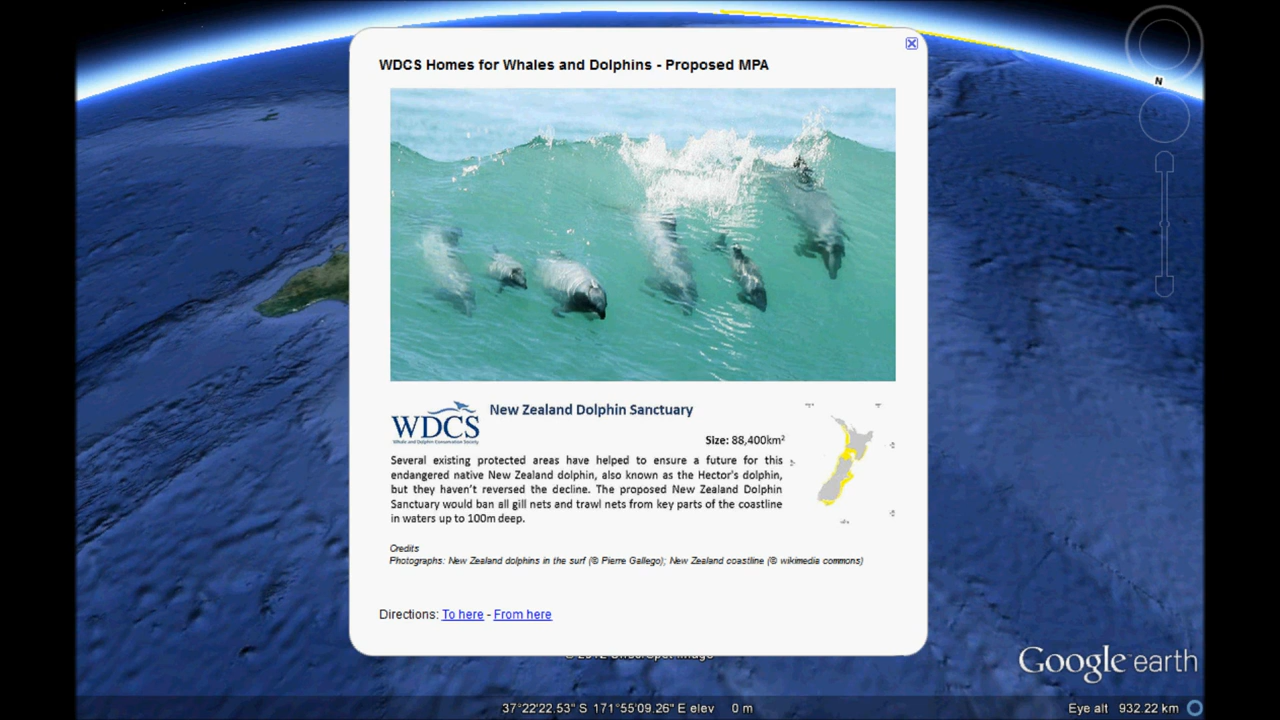 WDCS Homes for Whales and Dolphins - Proposed MPA
N
WDCS
Whale and Dolphin Conservation Society
New Zealand Dolphin Sanctuary
Size: 88,400km²
Several existing protected areas have helped to ensure a future for this
endangered native New Zealand dolphin, also known as the Hector's dolphin,
but they haven't reversed the decline. The proposed New Zealand Dolphin
Sanctuary would ban all gill nets and trawl nets from key parts of the coastline
in waters up to 100m deep.
Credits
Photographs: New Zealand dolphins in the surf (© Pierre Gallego); New Zealand coastline (© wikimedia commons)
Directions: To here - From here
Google earth
37°22'22.53" S 171°55'09.26" E elev 0 m
Eye alt 932.22 km